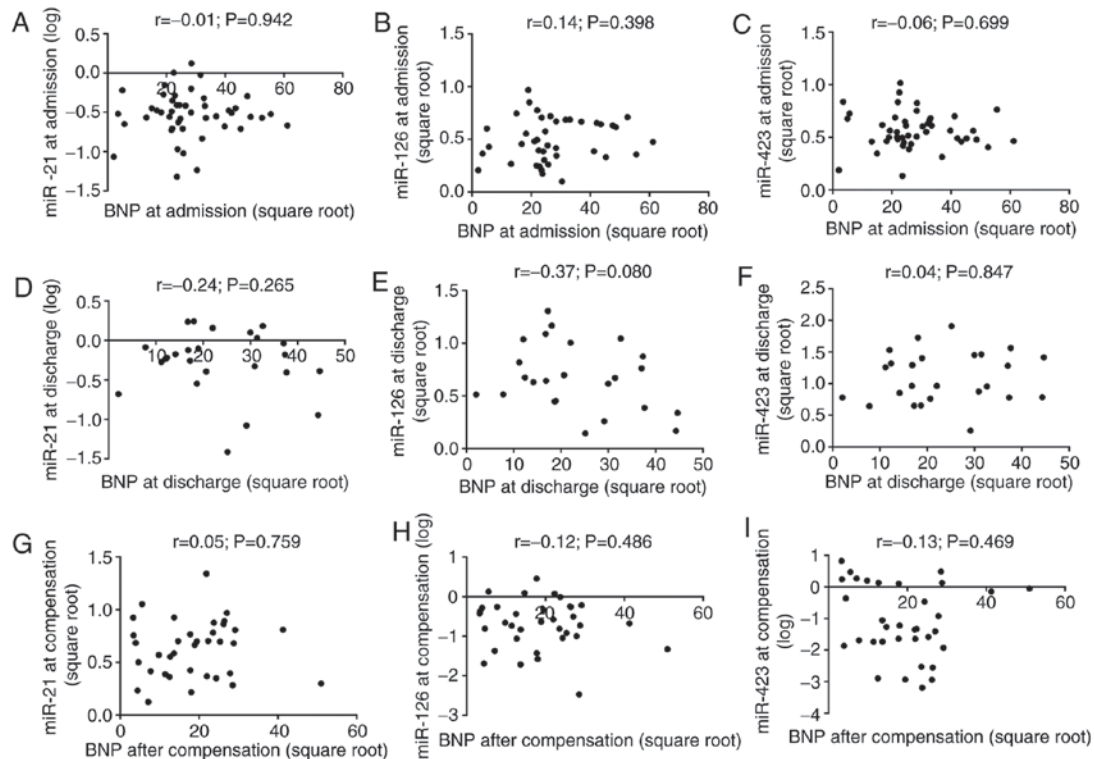 A
r=−0.01; P=0.942
miR -21 at admission (log)
0.5
0.0
−0.5
−1.0
−1.5
20 40 60 80
BNP at admission (square root)
B
r=0.14; P=0.398
miR-126 at admission
(square root)
1.5
1.0
0.5
0.0
0 20 40 60 80
BNP at admission (square root)
C
r=−0.06; P=0.699
miR-423 at admission
(square root)
1.5
1.0
0.5
0.0
0 20 40 60 80
BNP at admission (square root)
D
r=−0.24; P=0.265
miR-21 at discharge (log)
0.5
0.0
−0.5
−1.0
−1.5
10 20 30 40 50
BNP at discharge (square root)
E
r=−0.37; P=0.080
miR-126 at discharge
(square root)
1.5
1.0
0.5
0.0
0 10 20 30 40 50
BNP at discharge (square root)
F
r=0.04; P=0.847
miR-423 at discharge
(square root)
2.5
2.0
1.5
1.0
0.5
0.0
0 10 20 30 40 50
BNP at discharge (square root)
G
r=0.05; P=0.759
miR-21 at compensation
(square root)
1.5
1.0
0.5
0.0
0 20 40 60
BNP after compensation (square root)
H
r=−0.12; P=0.486
miR-126 at compensation (log)
1
0
−1
−2
−3
20 40 60
BNP after compensation (square root)
I
r=−0.13; P=0.469
miR-423 at compensation
(log)
1
0
−1
−2
−3
−4
20 40 60
BNP after compensation (square root)